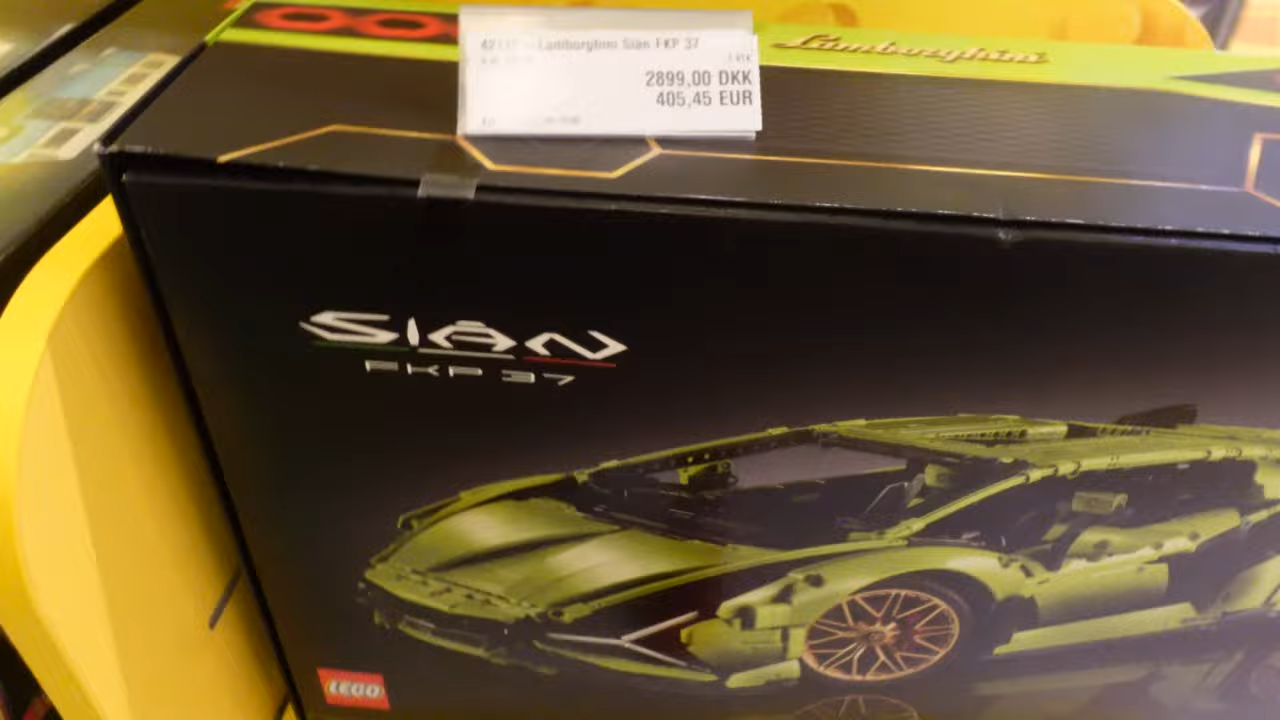 Lamborghini Sián FKP 37
2899,00 DKK
405,45 EUR
Lamborghini
SIÁN
FKP 37
LEGO